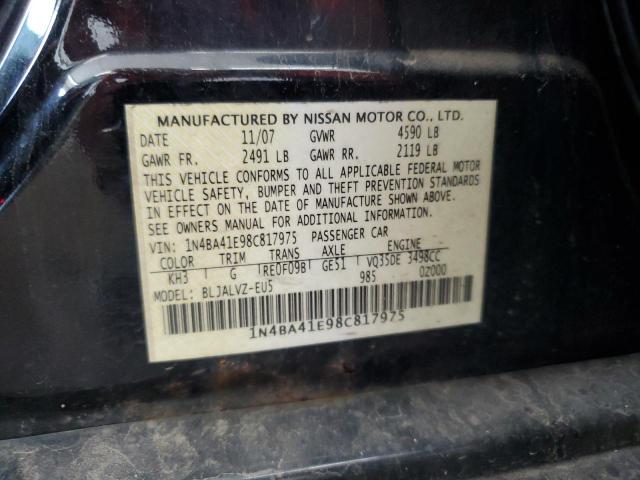 MANUFACTURED BY NISSAN MOTOR CO., LTD.
DATE 11/07 GVWR 4590 LB
GAWR FR. 2491 LB GAWR RR. 2119 LB
THIS VEHICLE CONFORMS TO ALL APPLICABLE FEDERAL MOTOR
VEHICLE SAFETY, BUMPER AND THEFT PREVENTION STANDARDS
IN EFFECT ON THE DATE OF MANUFACTURE SHOWN ABOVE.
SEE OWNERS MANUAL FOR ADDITIONAL INFORMATION.
VIN: 1N4BA41E98C817975 PASSENGER CAR
COLOR TRIM TRANS AXLE ENGINE
KH3 G RE0F09B GE51 VQ35DE 3498CC
MODEL: BLJALVZ-EU5 985 0Z000
1N4BA41E98C817975